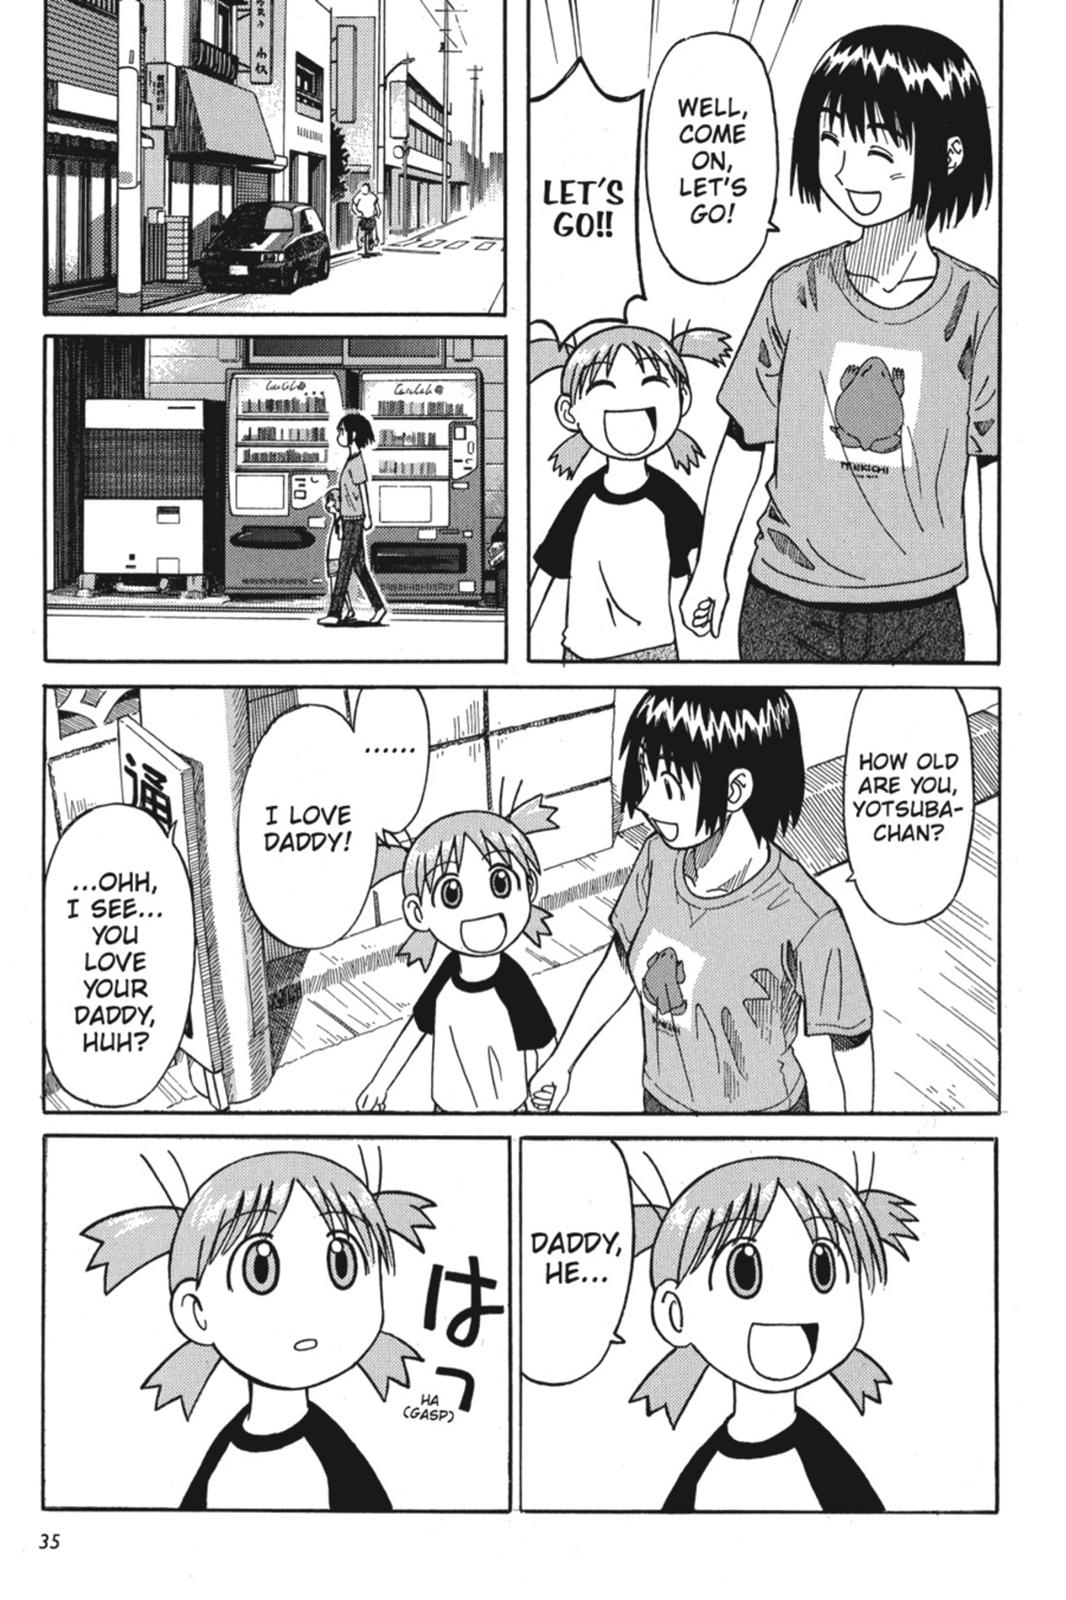 WELL,
COME
ON,
LET'S
GO!
LET'S
GO!!
HOW OLD
ARE YOU,
YOTSUBA-
CHAN?
......
I LOVE
DADDY!
...OHH,
I SEE...
YOU
LOVE
YOUR
DADDY,
HUH?
通
DADDY,
HE...
はっ
HA
(GASP)
35